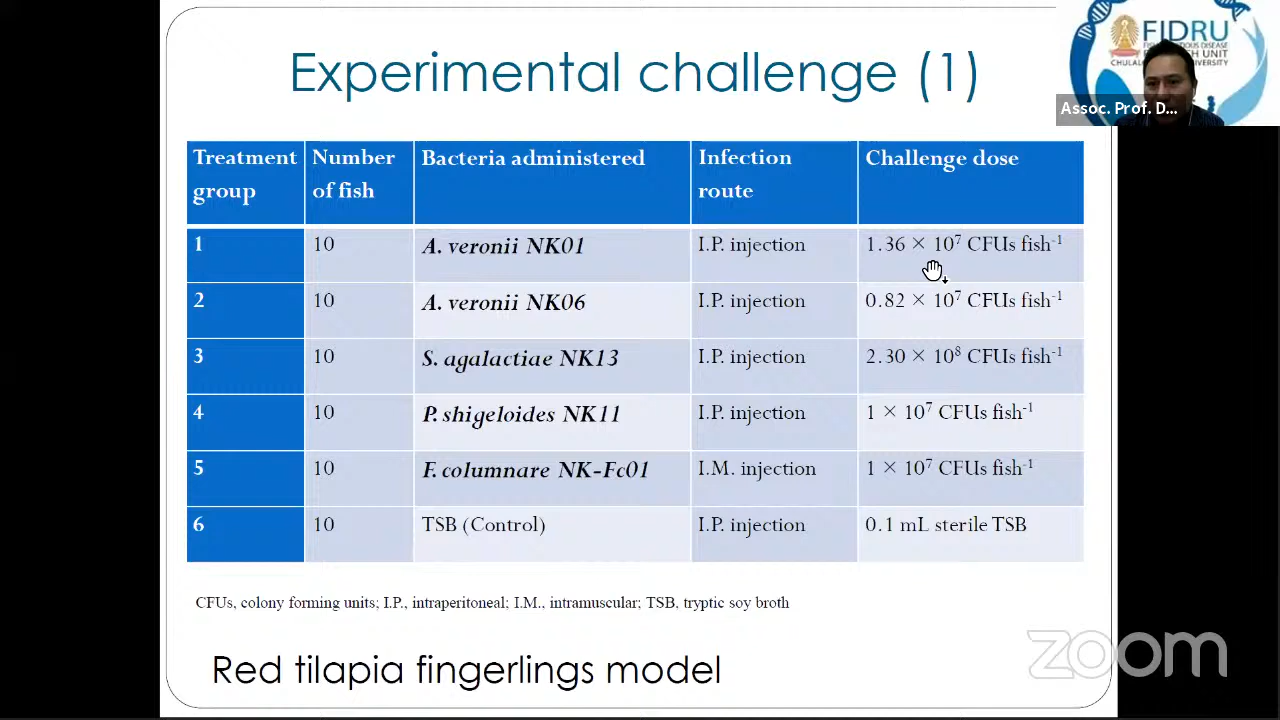 Experimental challenge (1)
FIDRU
Assoc. Prof. D...
Treatment group	Number of fish	Bacteria administered	Infection route	Challenge dose
1	10	A. veronii NK01	I.P. injection	1.36 × 10⁷ CFUs fish⁻¹
2	10	A. veronii NK06	I.P. injection	0.82 × 10⁷ CFUs fish⁻¹
3	10	S. agalactiae NK13	I.P. injection	2.30 × 10⁸ CFUs fish⁻¹
4	10	P. shigeloides NK11	I.P. injection	1 × 10⁷ CFUs fish⁻¹
5	10	F. columnare NK-Fc01	I.M. injection	1 × 10⁷ CFUs fish⁻¹
6	10	TSB (Control)	I.P. injection	0.1 mL sterile TSB
CFUs, colony forming units; I.P., intraperitoneal; I.M., intramuscular; TSB, tryptic soy broth
Red tilapia fingerlings model
zoom